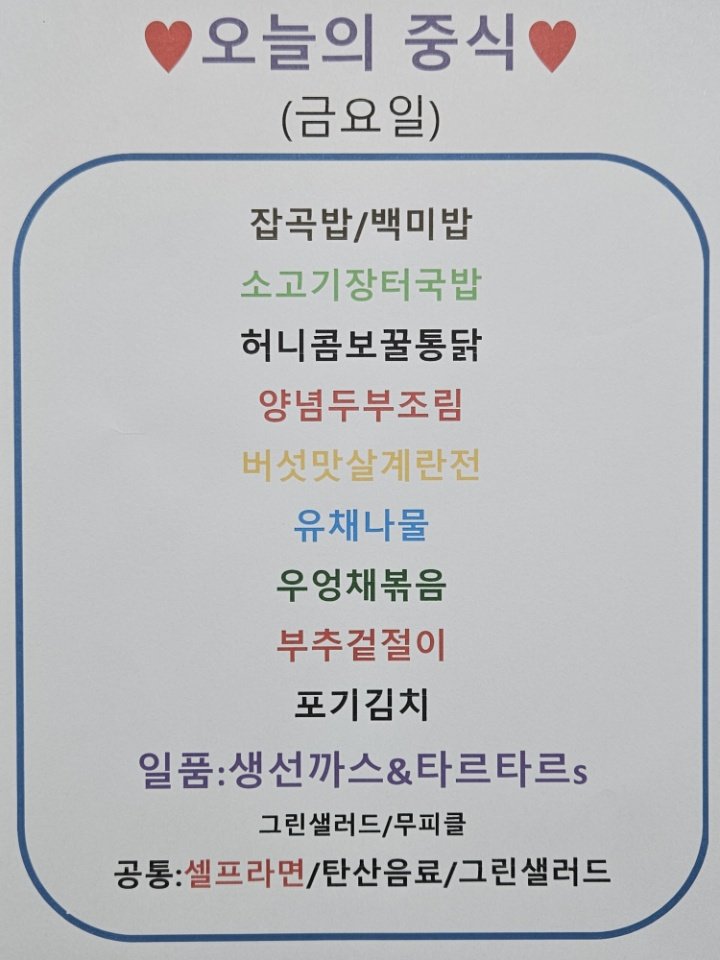 ♥오늘의 중식♥
(금요일)
잡곡밥/백미밥
소고기장터국밥
허니콤보꿀통닭
양념두부조림
버섯맛살계란전
유채나물
우엉채볶음
부추겉절이
포기김치
일품:생선까스&타르타르s
그린샐러드/무피클
공통:셀프라면/탄산음료/그린샐러드